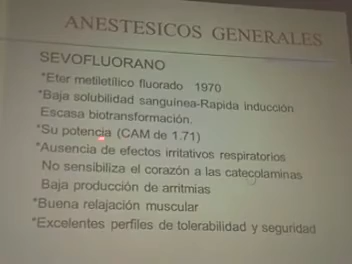 ANESTESICOS GENERALES
SEVOFLUORANO
*Eter metiletílico fluorado 1970
*Baja solubilidad sanguínea-Rapida inducción
Escasa biotransformación.
*Su potencia (CAM de 1.71)
*Ausencia de efectos irritativos respiratorios
No sensibiliza el corazón a las catecolaminas
Baja producción de arritmias
*Buena relajación muscular
*Excelentes perfiles de tolerabilidad y seguridad